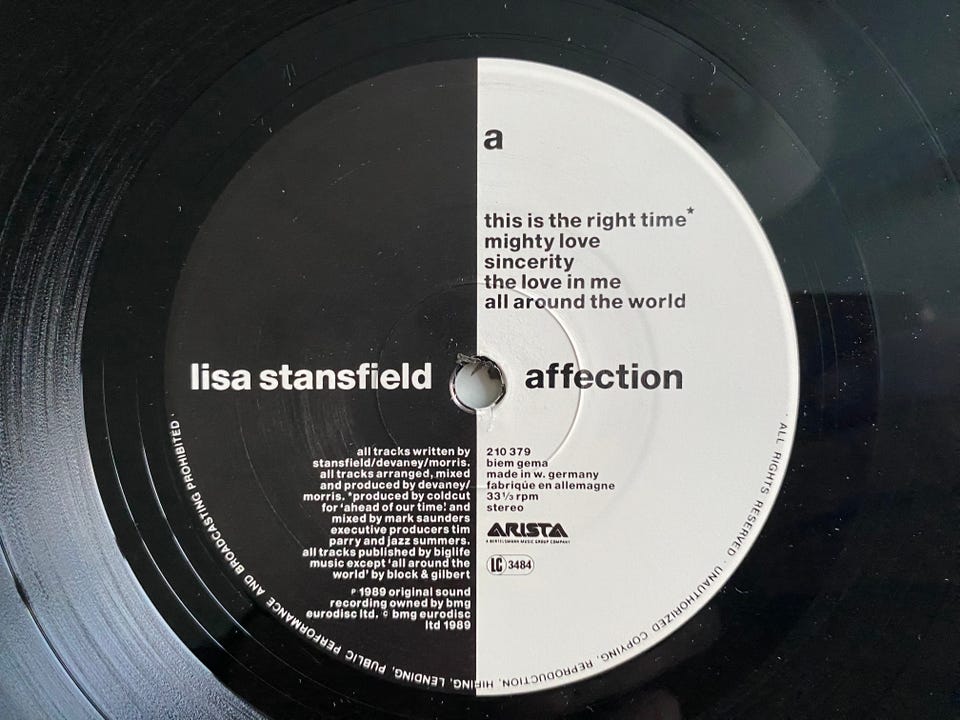 a
this is the right time*
mighty love
sincerity
the love in me
all around the world
lisa stansfield
affection
all tracks written by
stansfield/devaney/morris.
all tracks arranged, mixed
and produced by devaney/
morris. *produced by coldcut
for 'ahead of our time'. and
mixed by mark saunders
executive producers tim
parry and jazz summers.
all tracks published by biglife
music except 'all around the
world' by block & gilbert
℗ 1989 original sound
recording owned by bmg
eurodisc ltd. © bmg eurodisc
ltd 1989
210 379
biem gema
made in w. germany
fabriqúe en allemagne
33 1/3 rpm
stereo
ARISTA
A BERTELSMANN MUSIC GROUP COMPANY
LC 3484
· ALL RIGHTS RESERVED · UNAUTHORIZED COPYING, REPRODUCTION, HIRING, LENDING, PUBLIC PERFORMANCE AND BROADCASTING PROHIBITED ·